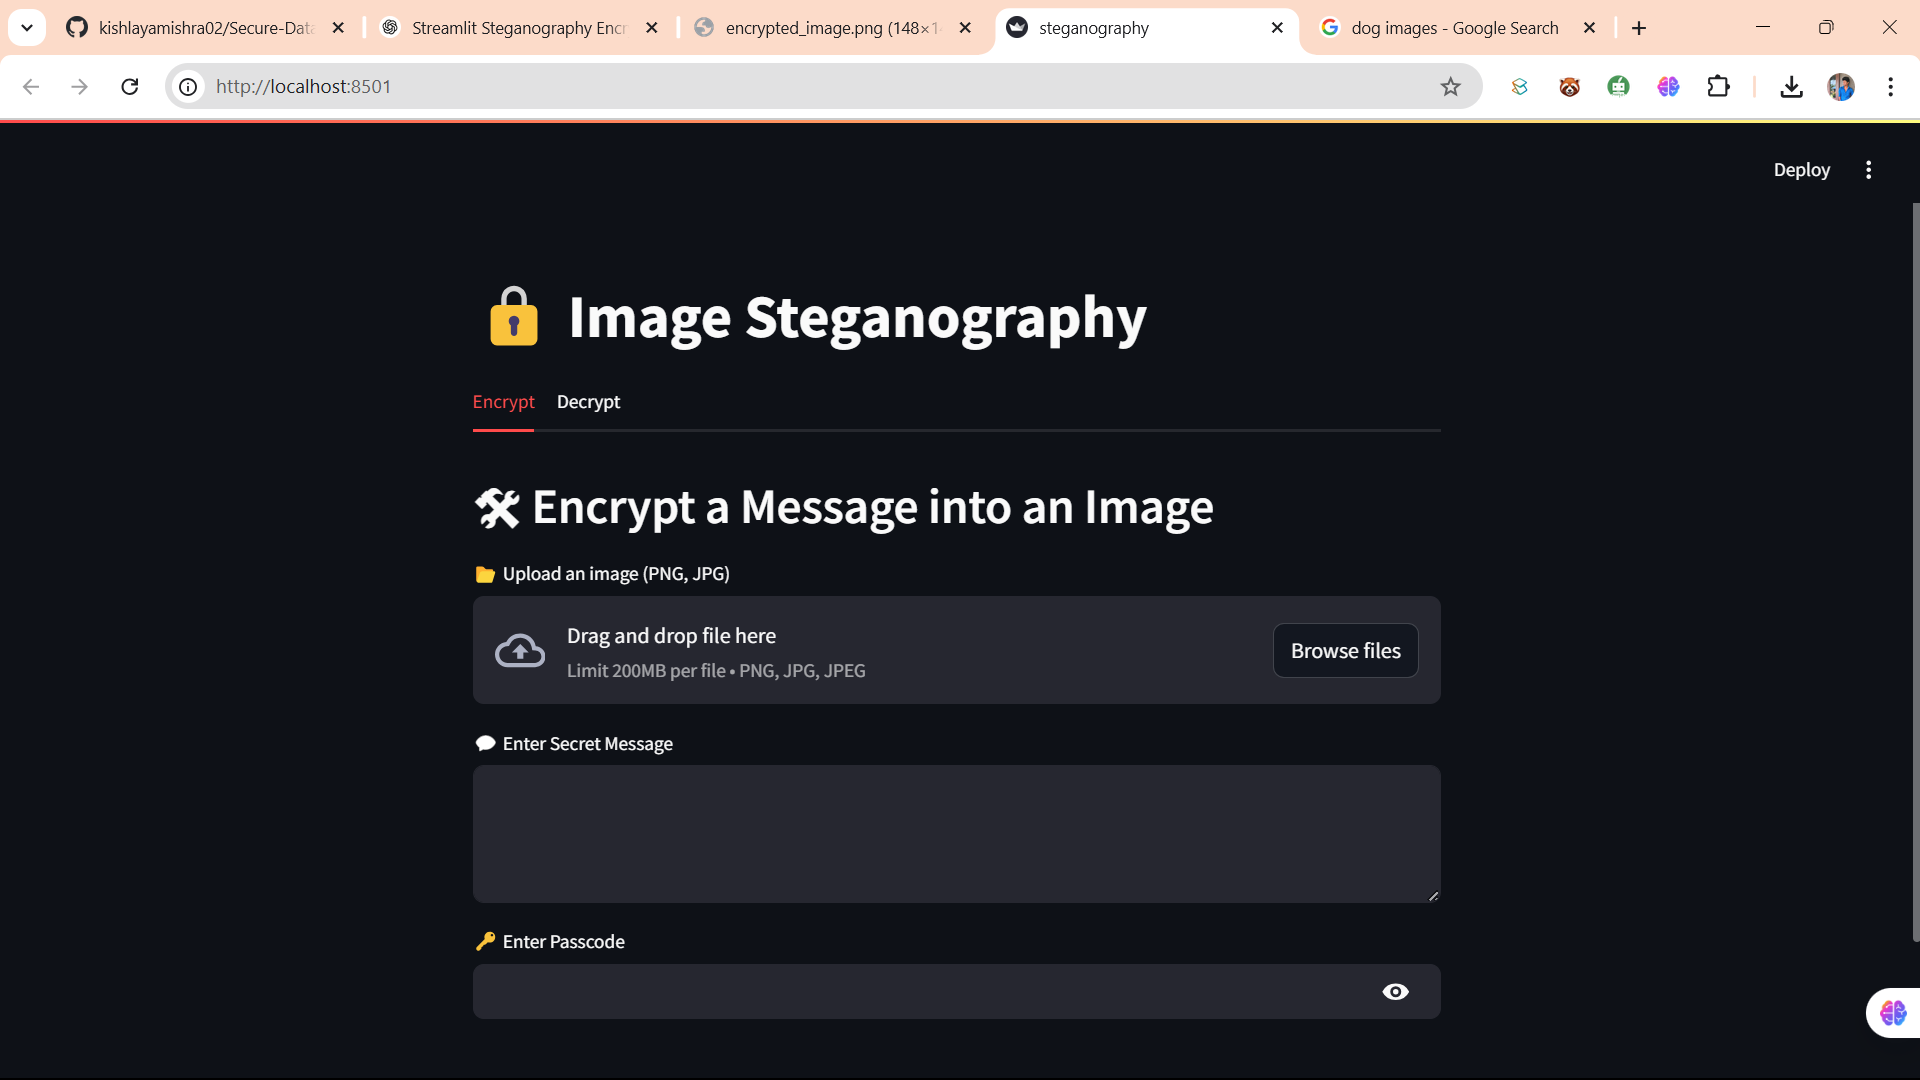 kishlayamishra02/Secure-Data
Streamlit Steganography Encr
encrypted_image.png (148×1
steganography
dog images - Google Search
http://localhost:8501
Deploy
Image Steganography
Encrypt Decrypt
Encrypt a Message into an Image
Upload an image (PNG, JPG)
Drag and drop file here
Limit 200MB per file • PNG, JPG, JPEG
Browse files
Enter Secret Message
Enter Passcode